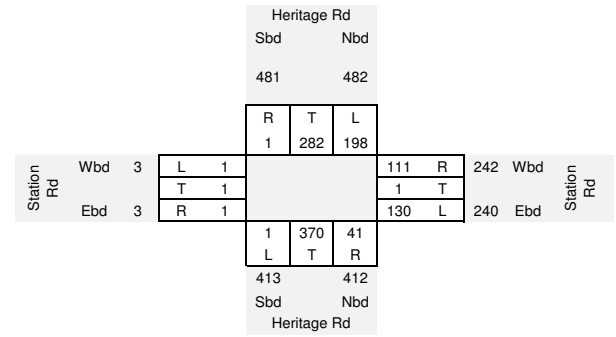 Heritage Rd
Sbd Nbd
481 482
R T L
1 282 198
Station Rd
Wbd 3 L 1
T 1
Ebd 3 R 1
111 R 242 Wbd
1 T
130 L 240 Ebd
Station Rd
1 370 41
L T R
413 412
Sbd Nbd
Heritage Rd